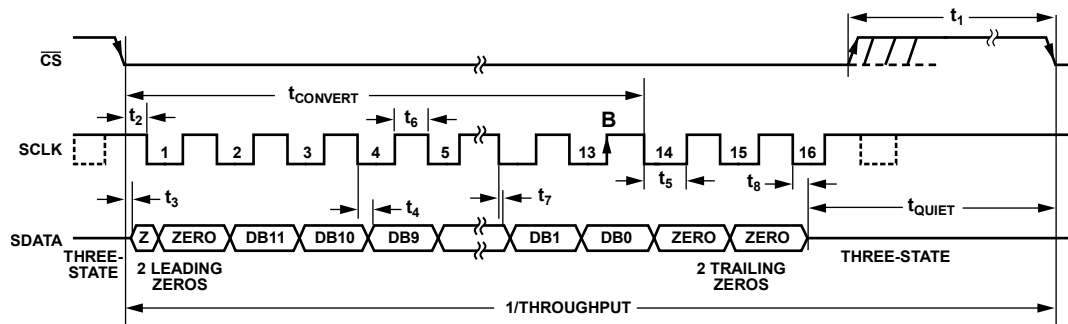 t1
CS
tCONVERT
t2
t6
B
SCLK
1 2 3 4 5 13 14 15 16
t3
t4
t7
t5
t8
tQUIET
SDATA
Z ZERO DB11 DB10 DB9 DB1 DB0 ZERO ZERO
THREE-
STATE
2 LEADING
ZEROS
2 TRAILING
ZEROS
THREE-STATE
1/THROUGHPUT